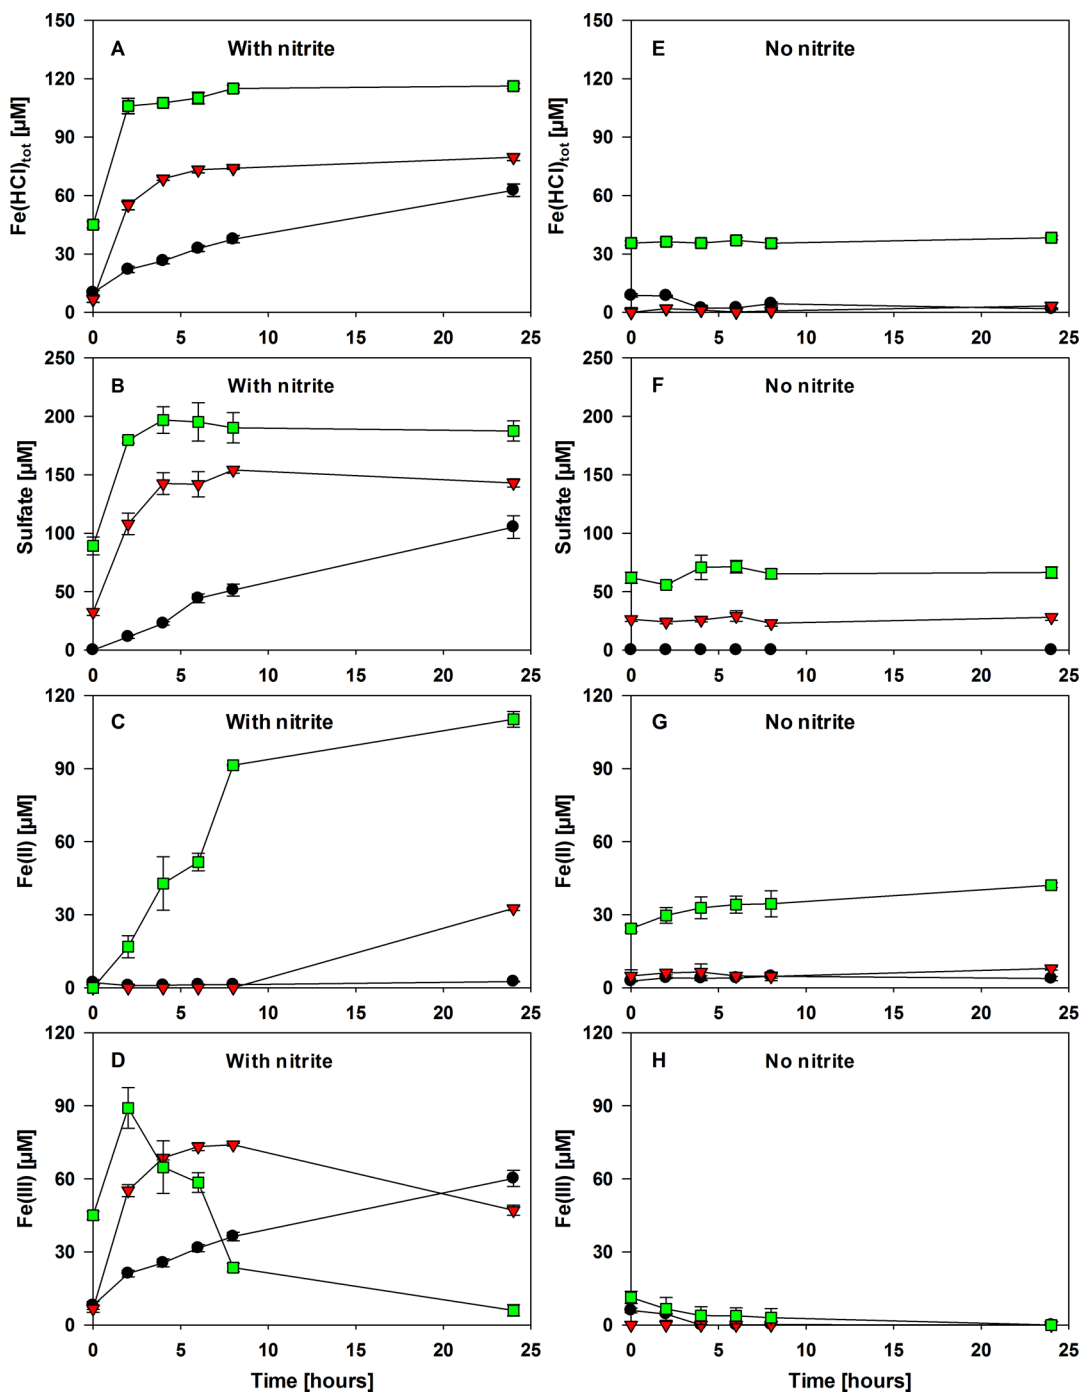 A With nitrite
Fe(HCl)tot [µM]
150
120
90
60
30
0
0 5 10 15 20 25
E No nitrite
Fe(HCl)tot [µM]
150
120
90
60
30
0
0 5 10 15 20 25
B With nitrite
Sulfate [µM]
250
200
150
100
50
0
0 5 10 15 20 25
F No nitrite
Sulfate [µM]
250
200
150
100
50
0
0 5 10 15 20 25
C With nitrite
Fe(II) [µM]
120
90
60
30
0
0 5 10 15 20 25
G No nitrite
Fe(II) [µM]
120
90
60
30
0
0 5 10 15 20 25
D With nitrite
Fe(III) [µM]
120
90
60
30
0
0 5 10 15 20 25
Time [hours]
H No nitrite
Fe(III) [µM]
120
90
60
30
0
0 5 10 15 20 25
Time [hours]